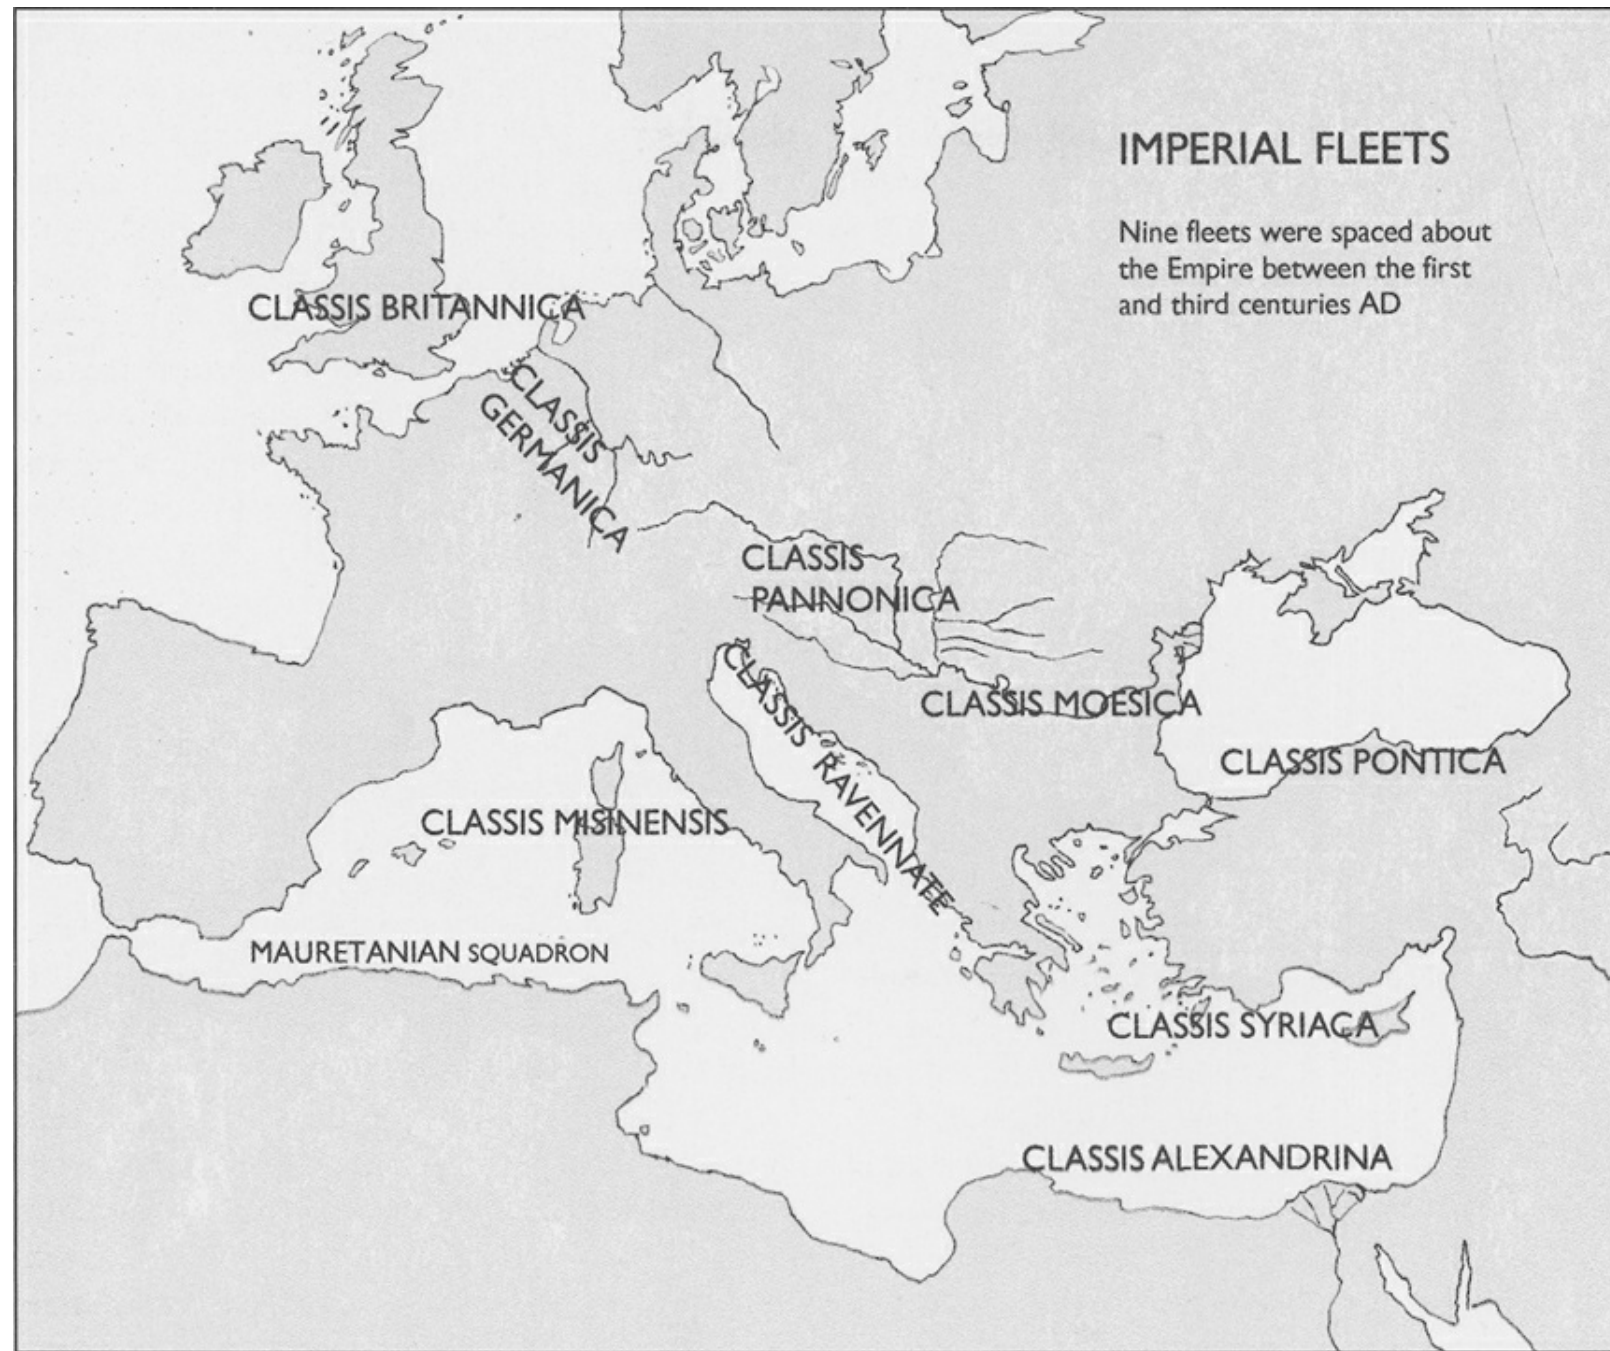 IMPERIAL FLEETS
Nine fleets were spaced about
the Empire between the first
and third centuries AD
CLASSIS BRITANNICA
CLASSIS
GERMANICA
CLASSIS
PANNONICA
CLASSIS RAVENNATE
CLASSIS MOESICA
CLASSIS PONTICA
CLASSIS MISINENSIS
MAURETANIAN SQUADRON
CLASSIS SYRIACA
CLASSIS ALEXANDRINA